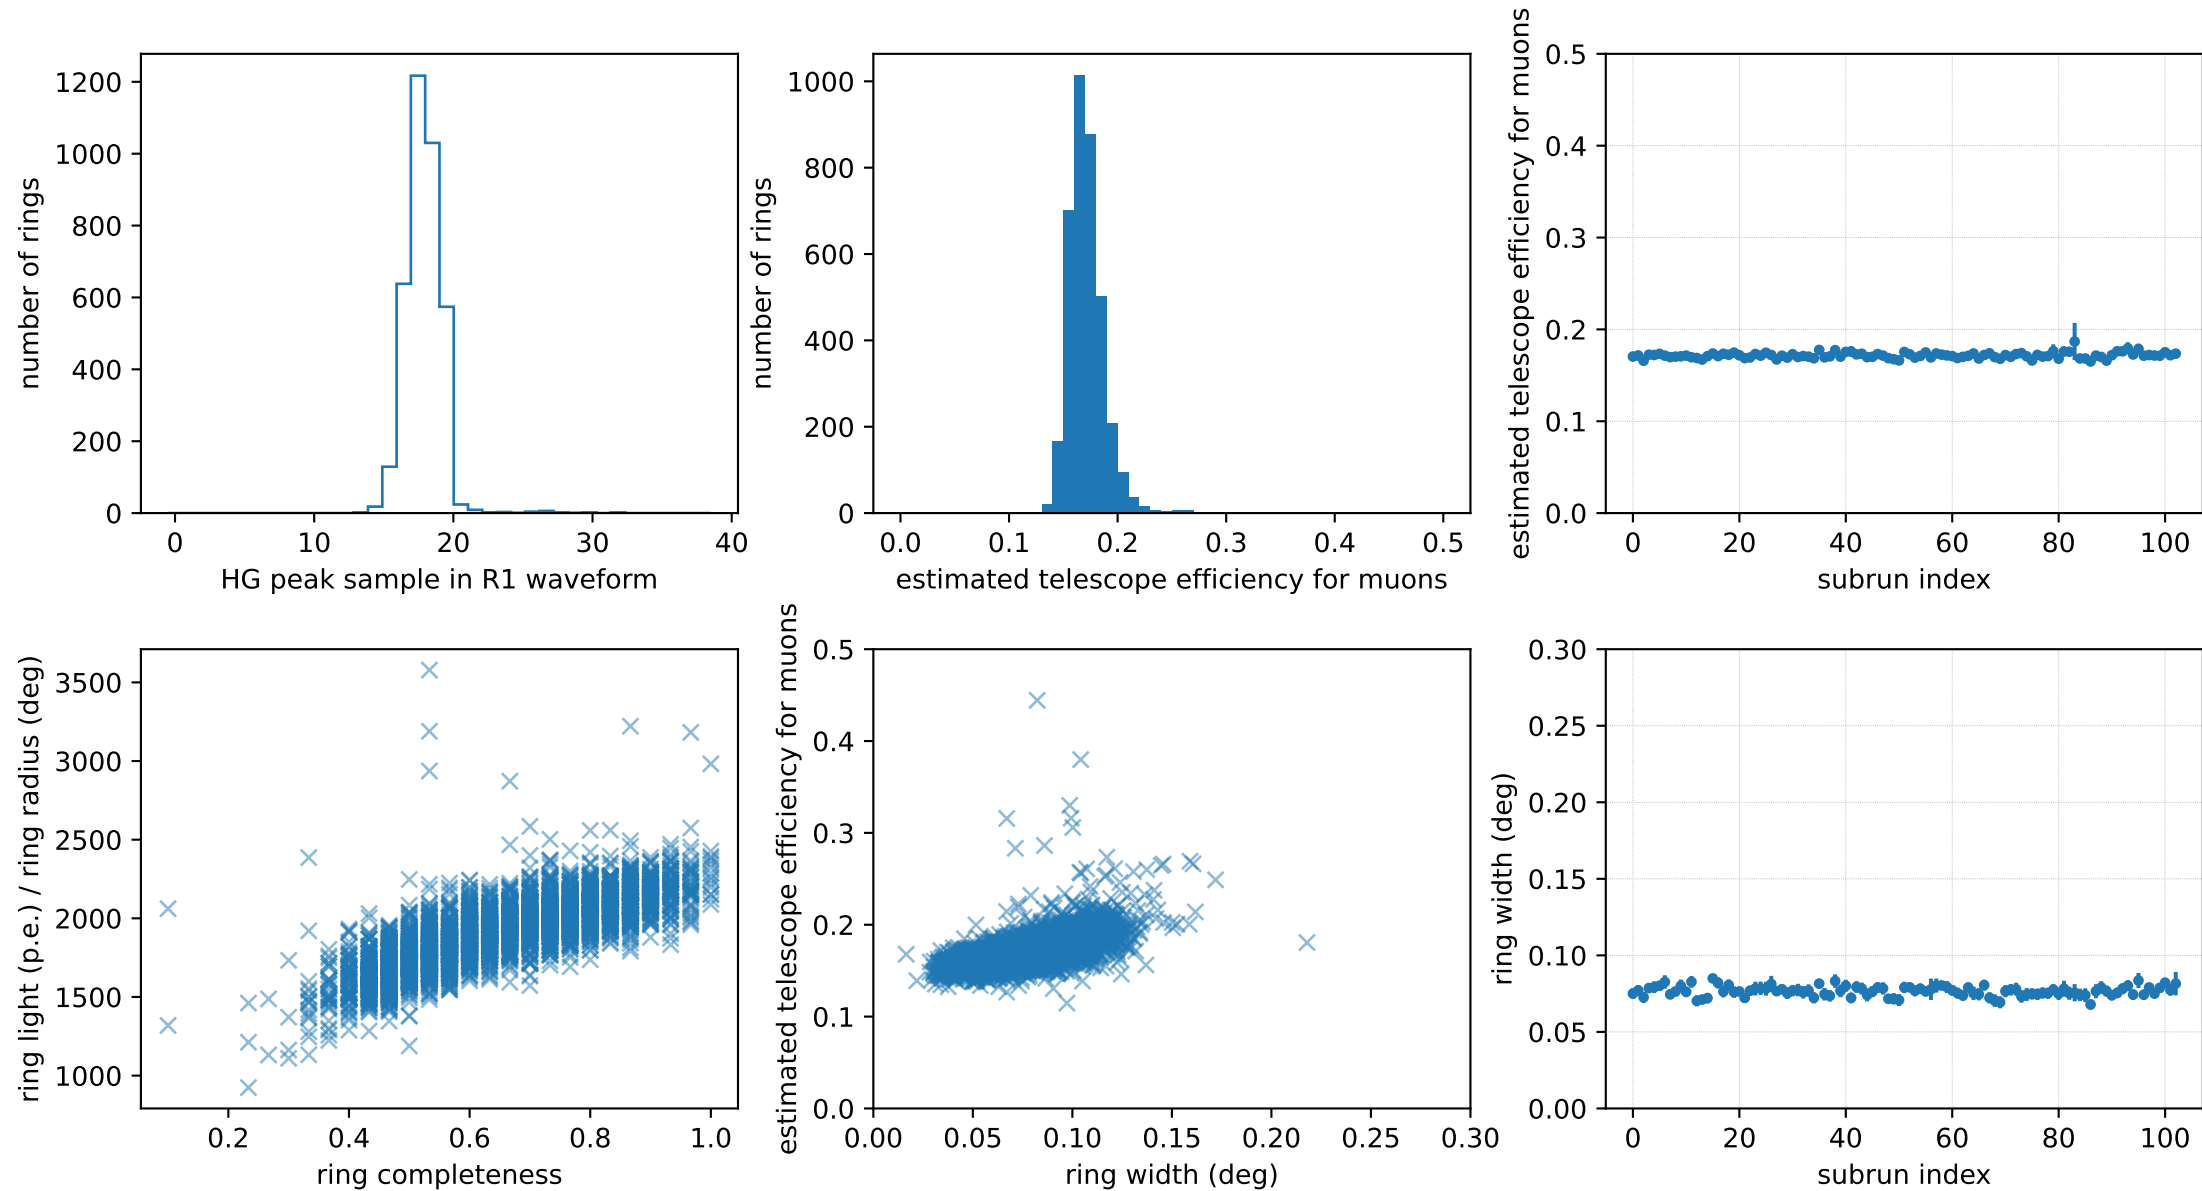 number of rings
1200
1000
800
600
400
200
0
0 10 20 30 40
HG peak sample in R1 waveform
number of rings
1000
800
600
400
200
0
0.0 0.1 0.2 0.3 0.4 0.5
estimated telescope efficiency for muons
estimated telescope efficiency for muons
0.5
0.4
0.3
0.2
0.1
0.0
0 20 40 60 80 100
subrun index
ring light (p.e.) / ring radius (deg)
3500
3000
2500
2000
1500
1000
0.2 0.4 0.6 0.8 1.0
ring completeness
estimated telescope efficiency for muons
0.5
0.4
0.3
0.2
0.1
0.0
0.00 0.05 0.10 0.15 0.20 0.25 0.30
ring width (deg)
ring width (deg)
0.30
0.25
0.20
0.15
0.10
0.05
0.00
0 20 40 60 80 100
subrun index